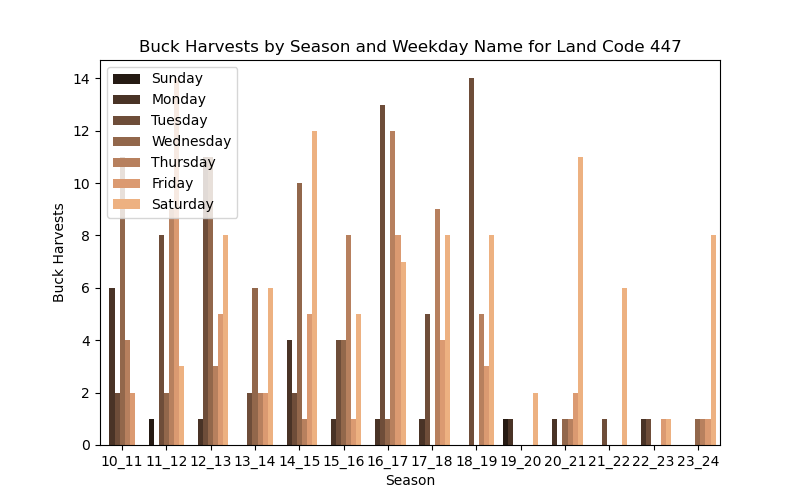 Buck Harvests by Season and Weekday Name for Land Code 447
Sunday
Monday
Tuesday
Wednesday
Thursday
Friday
Saturday
14
12
10
8
6
4
2
0
Buck Harvests
10_11 11_12 12_13 13_14 14_15 15_16 16_17 17_18 18_19 19_20 20_21 21_22 22_23 23_24
Season